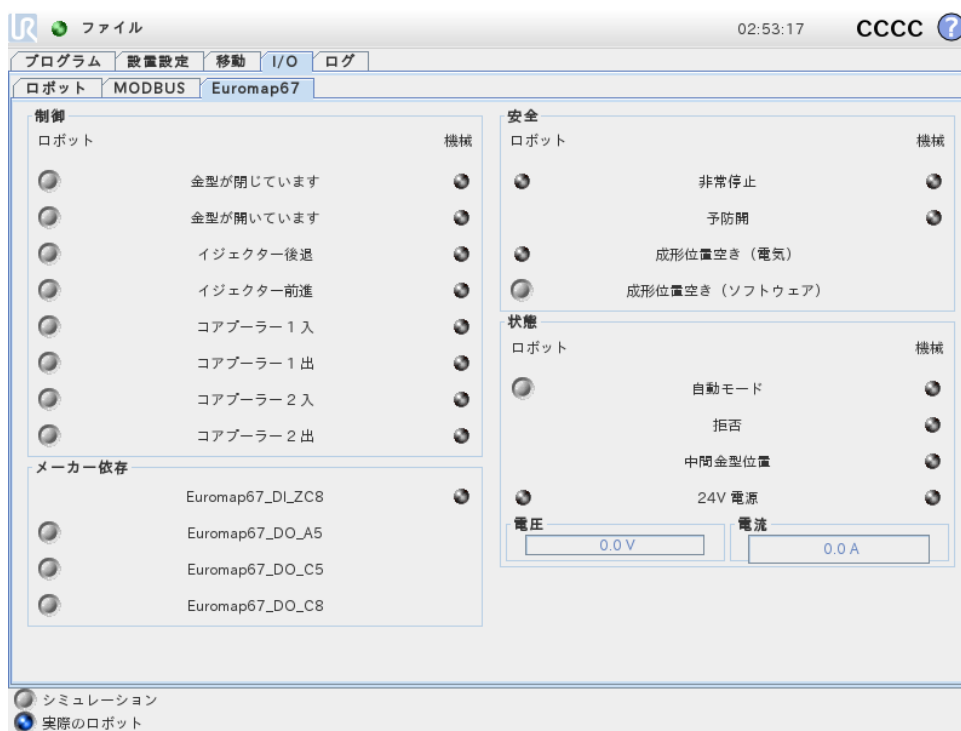 UR ファイル 02:53:17 CCCC ?
プログラム 設置設定 移動 I/O ログ
ロボット MODBUS Euromap67
制御
ロボット 機械
金型が閉じています
金型が開いています
イジェクター後退
イジェクター前進
コアプーラー1入
コアプーラー1出
コアプーラー2入
コアプーラー2出
メーカー依存
Euromap67_DI_ZC8
Euromap67_DO_A5
Euromap67_DO_C5
Euromap67_DO_C8
安全
ロボット 機械
非常停止
予防開
成形位置空き（電気）
成形位置空き（ソフトウェア）
状態
ロボット 機械
自動モード
拒否
中間金型位置
24V 電源
電圧 電流
0.0 V 0.0 A
シミュレーション
実際のロボット